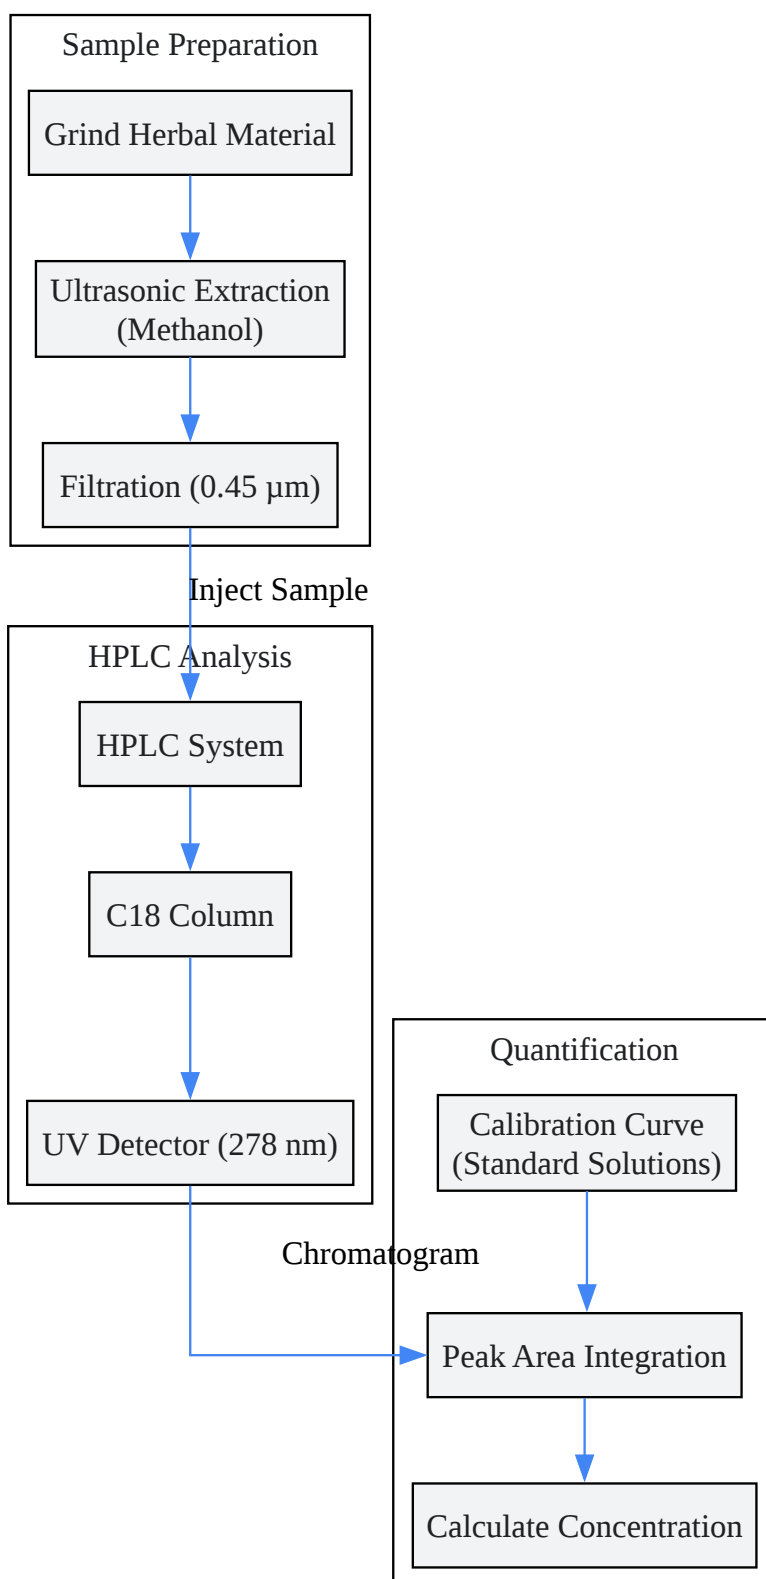 Sample Preparation
Grind Herbal Material
Ultrasonic Extraction
(Methanol)
Filtration (0.45 µm)
Inject Sample
HPLC Analysis
HPLC System
C18 Column
UV Detector (278 nm)
Chromatogram
Quantification
Calibration Curve
(Standard Solutions)
Peak Area Integration
Calculate Concentration